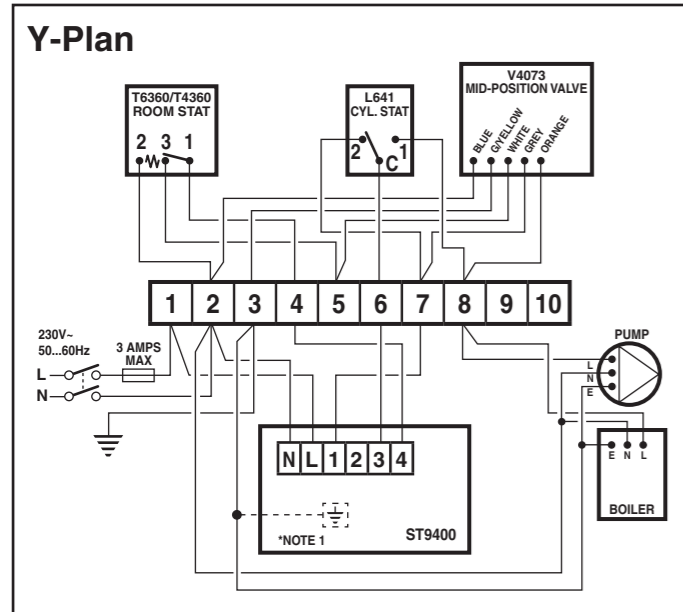 Y-Plan
T6360/T4360
ROOM STAT
2 3 1
L641
CYL. STAT
2 1
C
V4073
MID-POSITION VALVE
BLUE
G/YELLOW
WHITE
GREY
ORANGE
1 2 3 4 5 6 7 8 9 10
230V~
50...60Hz
3 AMPS
MAX
L
N
PUMP
L
N
E
E N L
BOILER
N L 1 2 3 4
*NOTE 1
ST9400